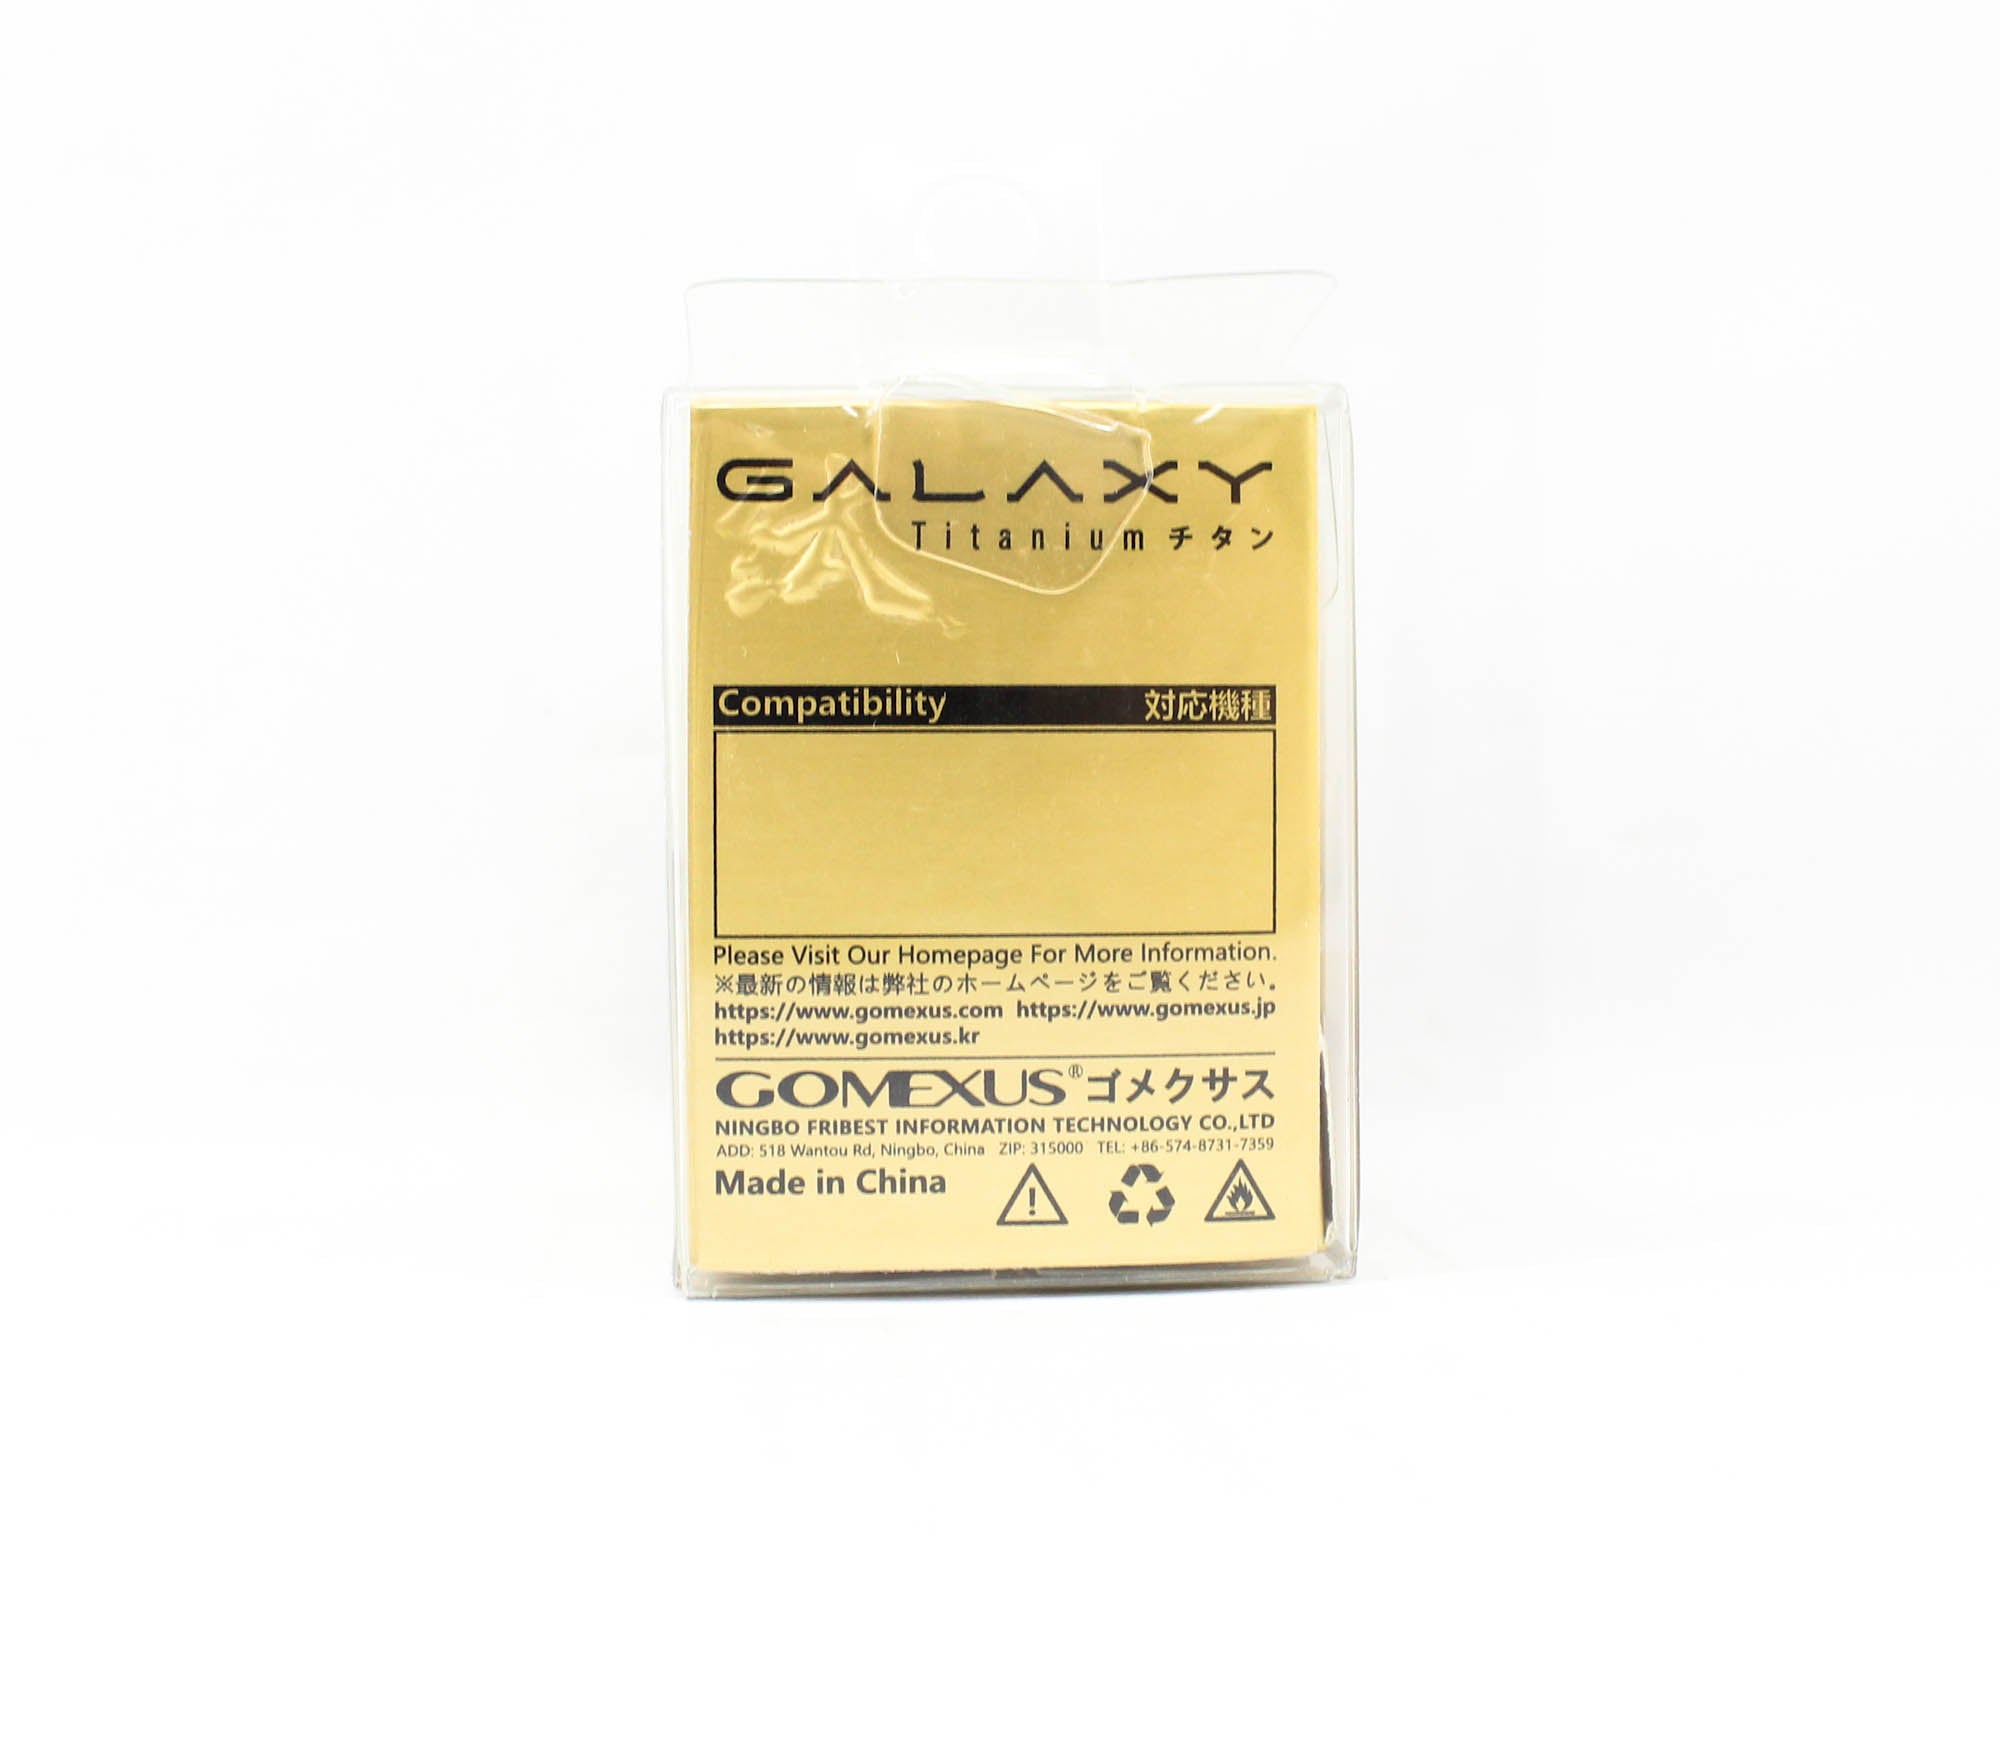 GALAXY
Titanium チタン
Compatibility 対応機種
Please Visit Our Homepage For More Information.
※最新の情報は弊社のホームページをご覧ください。
https://www.gomexus.com https://www.gomexus.jp
https://www.gomexus.kr
GOMEXUS® ゴメクサス
NINGBO FRIBEST INFORMATION TECHNOLOGY CO.,LTD
ADD: 518 Wantou Rd, Ningbo, China ZIP: 315000 TEL: +86-574-8731-7359
Made in China